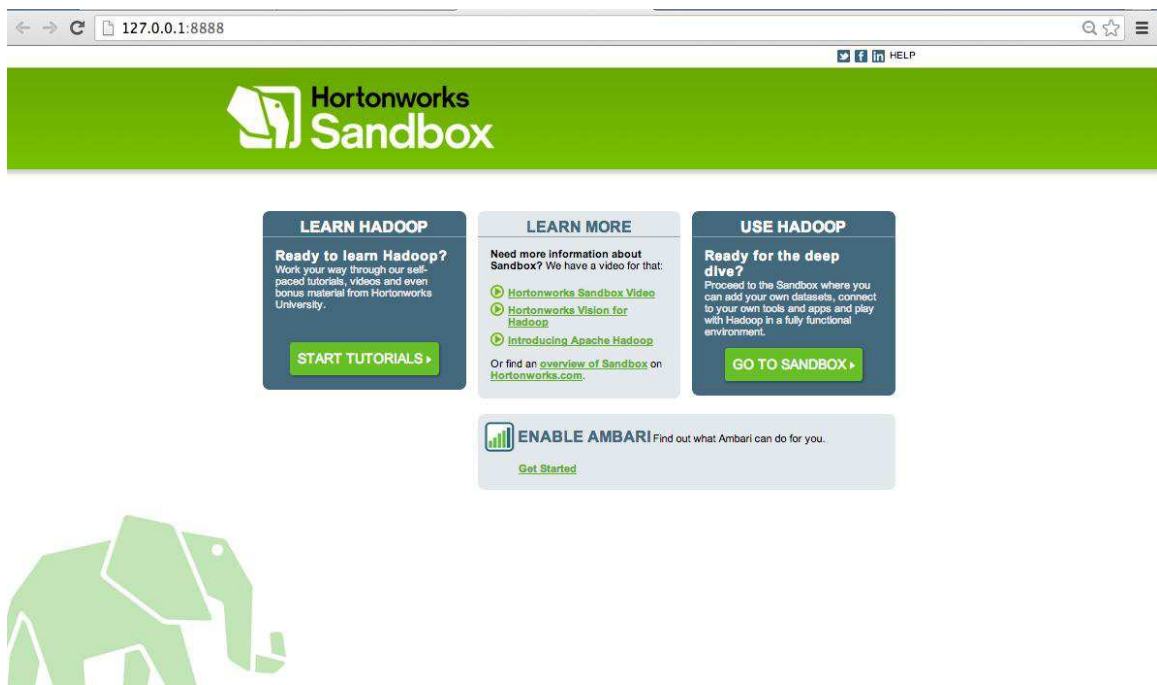 127.0.0.1:8888
HELP
Hortonworks
Sandbox
LEARN HADOOP
Ready to learn Hadoop?
Work your way through our self-
paced tutorials, videos and even
bonus material from Hortonworks
University.
START TUTORIALS
LEARN MORE
Need more information about
Sandbox? We have a video for that:
Hortonworks Sandbox Video
Hortonworks Vision for
Hadoop
Introducing Apache Hadoop
Or find an overview of Sandbox on
Hortonworks.com.
USE HADOOP
Ready for the deep
dive?
Proceed to the Sandbox where you
can add your own datasets, connect
to your own tools and apps and play
with Hadoop in a fully functional
environment.
GO TO SANDBOX
ENABLE AMBARI Find out what Ambari can do for you.
Get Started